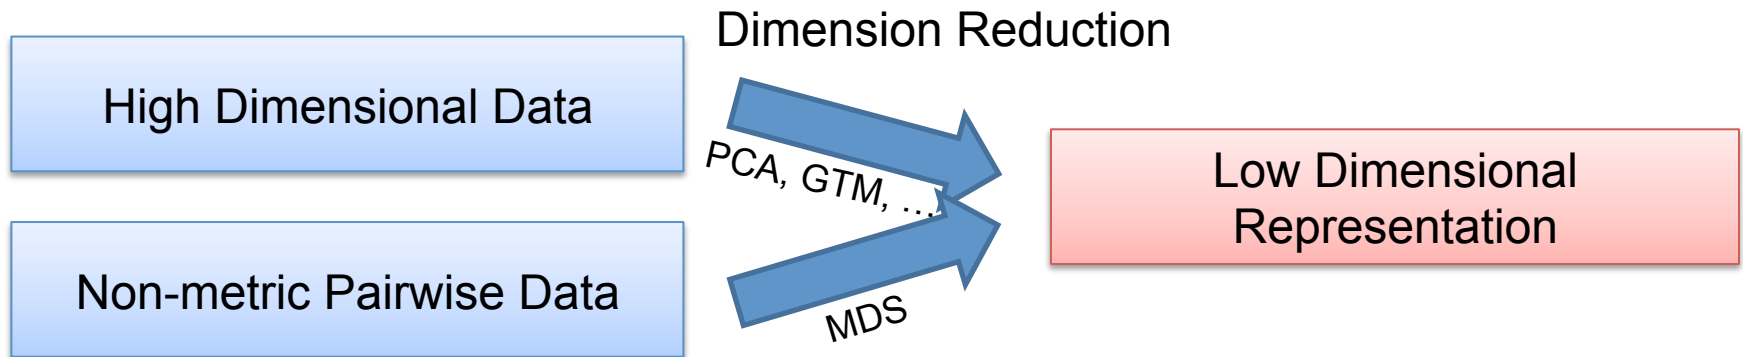 Dimension Reduction
High Dimensional Data
PCA, GTM, …
Low Dimensional
Representation
Non-metric Pairwise Data
MDS